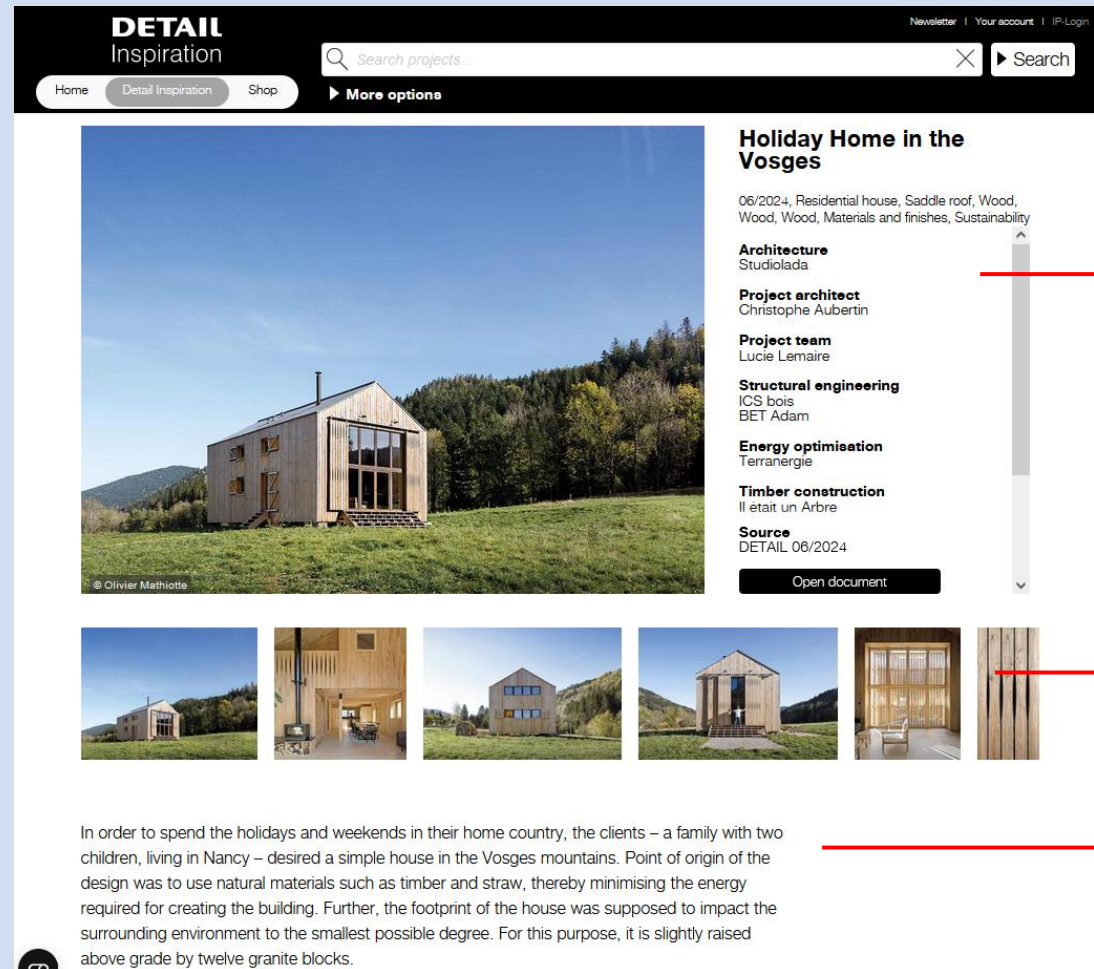 DETAIL
Inspiration
Newsletter | Your account | IP-Login
Search projects...
Search
Home Detail Inspiration Shop
More options
Holiday Home in the
Vosges
06/2024, Residential house, Saddle roof, Wood,
Wood, Wood, Materials and finishes, Sustainability
Architecture
Studiolada
Project architect
Christophe Aubertin
Project team
Lucie Lemaire
Structural engineering
ICS bois
BET Adam
Energy optimisation
Terranergie
Timber construction
Il était un Arbre
Source
DETAIL 06/2024
Open document
© Olivier Mathiotte
In order to spend the holidays and weekends in their home country, the clients – a family with two
children, living in Nancy – desired a simple house in the Vosges mountains. Point of origin of the
design was to use natural materials such as timber and straw, thereby minimising the energy
required for creating the building. Further, the footprint of the house was supposed to impact the
surrounding environment to the smallest possible degree. For this purpose, it is slightly raised
above grade by twelve granite blocks.